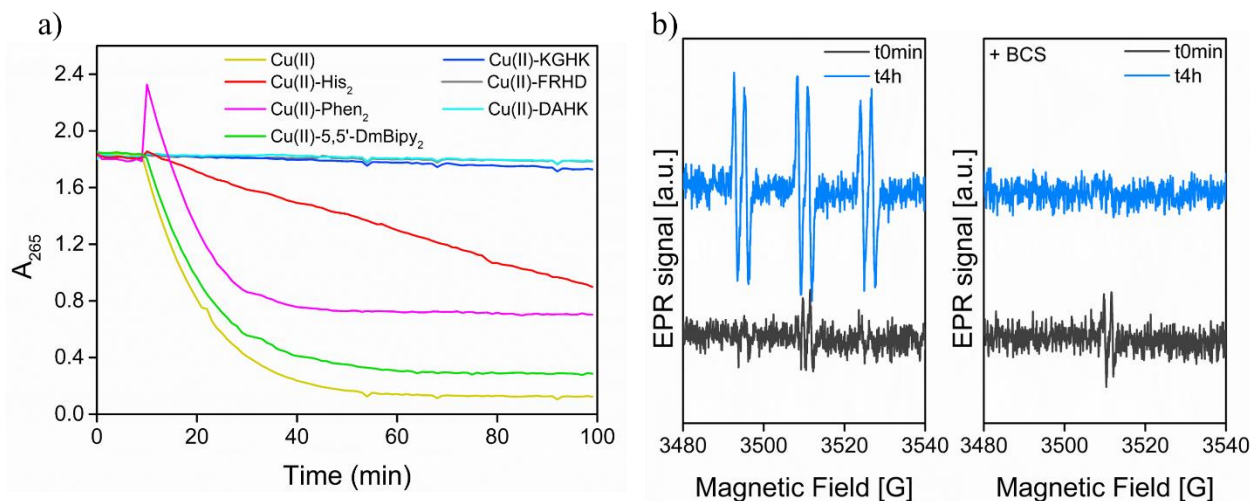 a)
Cu(II)
Cu(II)-His₂
Cu(II)-Phen₂
Cu(II)-5,5'-DmBipy₂
Cu(II)-KGHK
Cu(II)-FRHD
Cu(II)-DAHK
A₂₆₅
2.4
2.0
1.6
1.2
0.8
0.4
0.0
0 20 40 60 80 100
Time (min)
b)
t0min
t4h
EPR signal [a.u.]
3480 3500 3520 3540
Magnetic Field [G]
+ BCS
t0min
t4h
EPR signal [a.u.]
3480 3500 3520 3540
Magnetic Field [G]